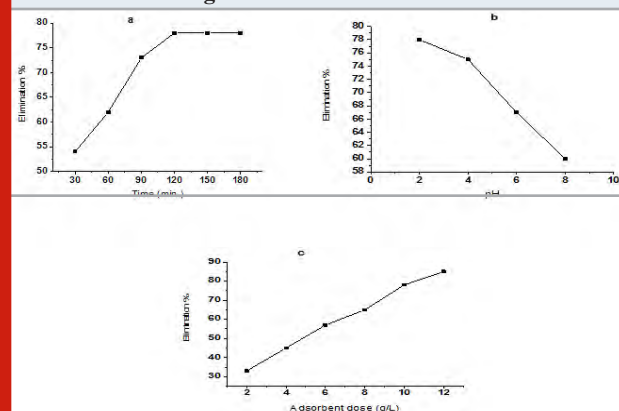 a
80
75
70
65
60
55
50
Elimination %
30 60 90 120 150 180
Time (min.)
b
80
78
76
74
72
70
68
66
64
62
60
58
Elimination %
0 2 4 6 8 10
pH
c
90
80
70
60
50
40
30
Elimination %
2 4 6 8 10 12
Adsorbent dose (g/L)